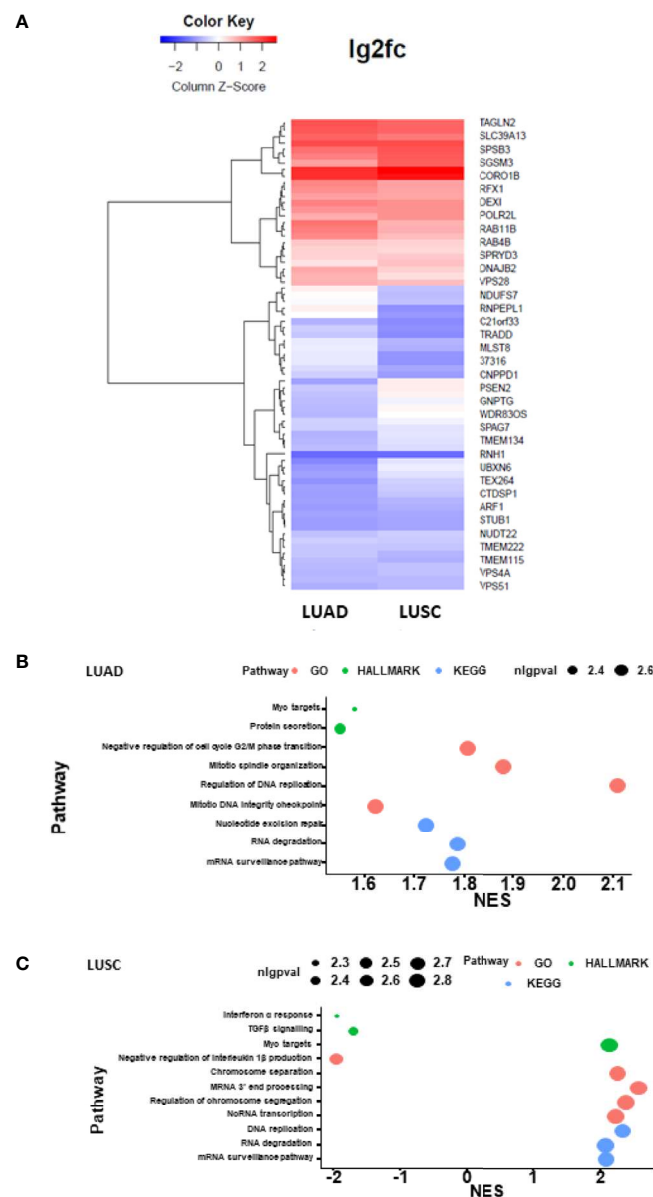 A
Color Key
lg2fc
−2 0 1 2
Column Z−Score
TAGLN2
SLC39A13
SPSB3
SGSM3
CORO1B
RFX1
DEXI
POLR2L
RAB11B
RAB4B
SPRYD3
DNAJB2
VPS28
NDUFS7
RNPEPL1
C21orf33
TRADD
MLST8
37316
CNPPD1
PSEN2
GNPTG
WDR83OS
SPAG7
TMEM134
RNH1
UBXN6
TEX264
CTDSP1
ARF1
STUB1
NUDT22
TMEM222
TMEM115
VPS4A
VPS51
LUAD LUSC
B
LUAD
Pathway GO HALLMARK KEGG nlgpval 2.4 2.6
Pathway
Myo targets
Protein secretion
Negative regulation of cell cycle G2/M phase transition
Mitotic spindle organization
Regulation of DNA replication
Mitotic DNA integrity checkpoint
Nucleotide excision repair
RNA degradation
mRNA surveillance pathway
1.6 1.7 1.8 1.9 2.0 2.1
NES
C
LUSC
nlgpval
2.3 2.5 2.7
2.4 2.6 2.8
Pathway GO HALLMARK
KEGG
Pathway
Interferon α response
TGFβ signalling
Myo targets
Negative regulation of interleukin 1β production
Chromosome separation
MRNA 3' end processing
Regulation of chromosome segregation
NoRNA transcription
DNA replication
RNA degradation
mRNA surveillance pathway
-2 -1 0 1 2
NES